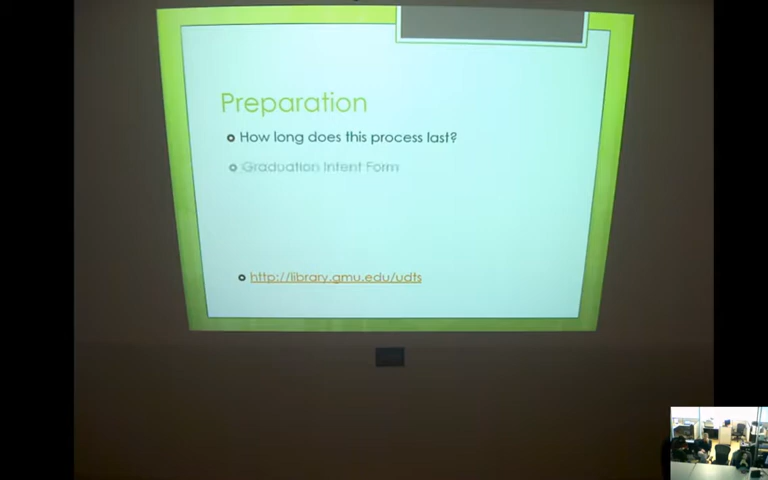 Preparation
How long does this process last?
Graduation Intent Form
http://library.gmu.edu/udts